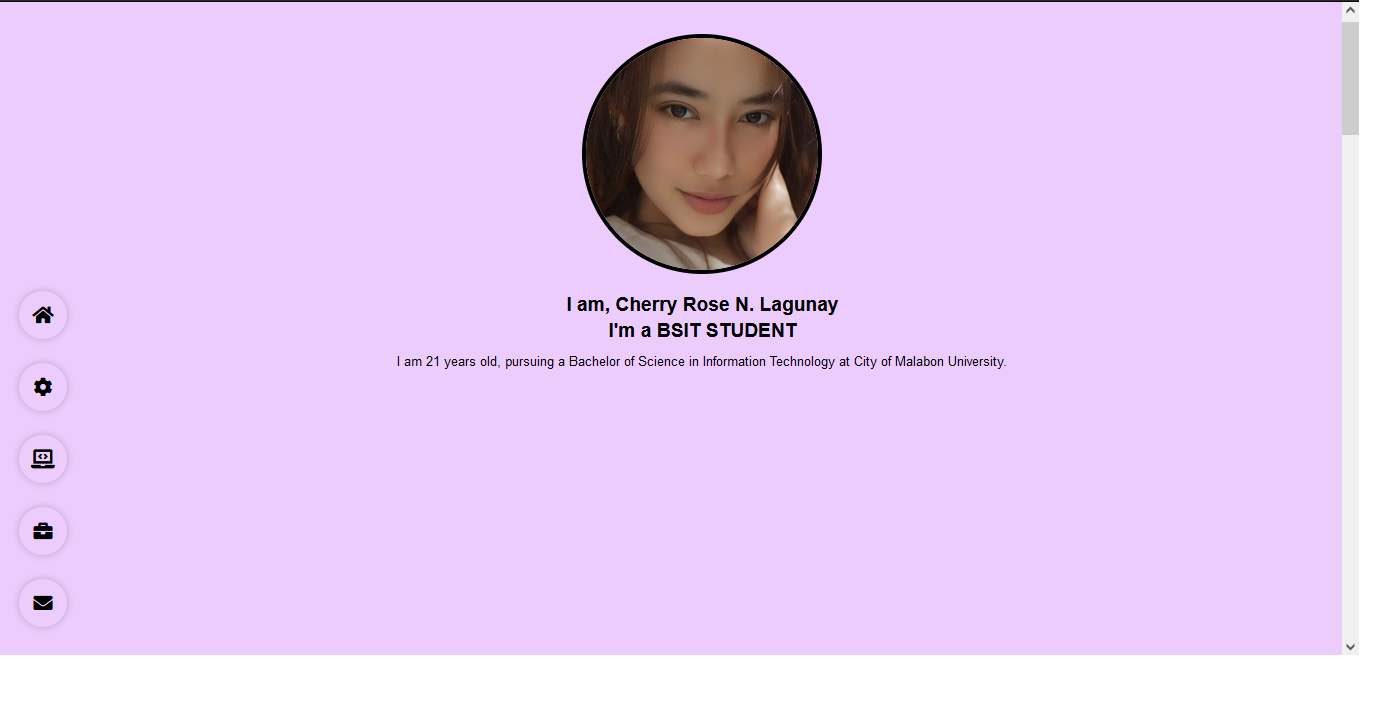 I am, Cherry Rose N. Lagunay
I'm a BSIT STUDENT
I am 21 years old, pursuing a Bachelor of Science in Information Technology at City of Malabon University.